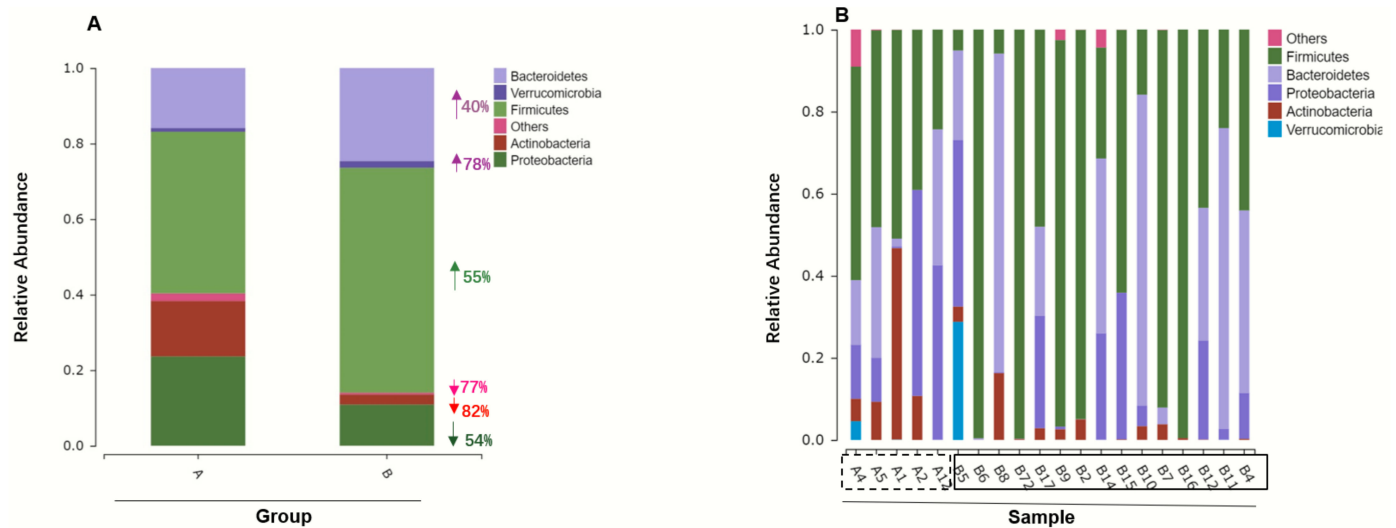 A
1.0
0.8
0.6
0.4
0.2
0.0
Relative Abundance
Bacteroidetes
Verrucomicrobia
Firmicutes
Others
Actinobacteria
Proteobacteria
40%
78%
55%
77%
82%
54%
A
B
Group
B
1.0
0.8
0.6
0.4
0.2
0.0
Relative Abundance
Others
Firmicutes
Bacteroidetes
Proteobacteria
Actinobacteria
Verrucomicrobia
A4
A5
A1
A2
A12
B5
B6
B8
B72
B17
B9
B2
B14
B15
B10
B7
B16
B12
B11
B4
Sample